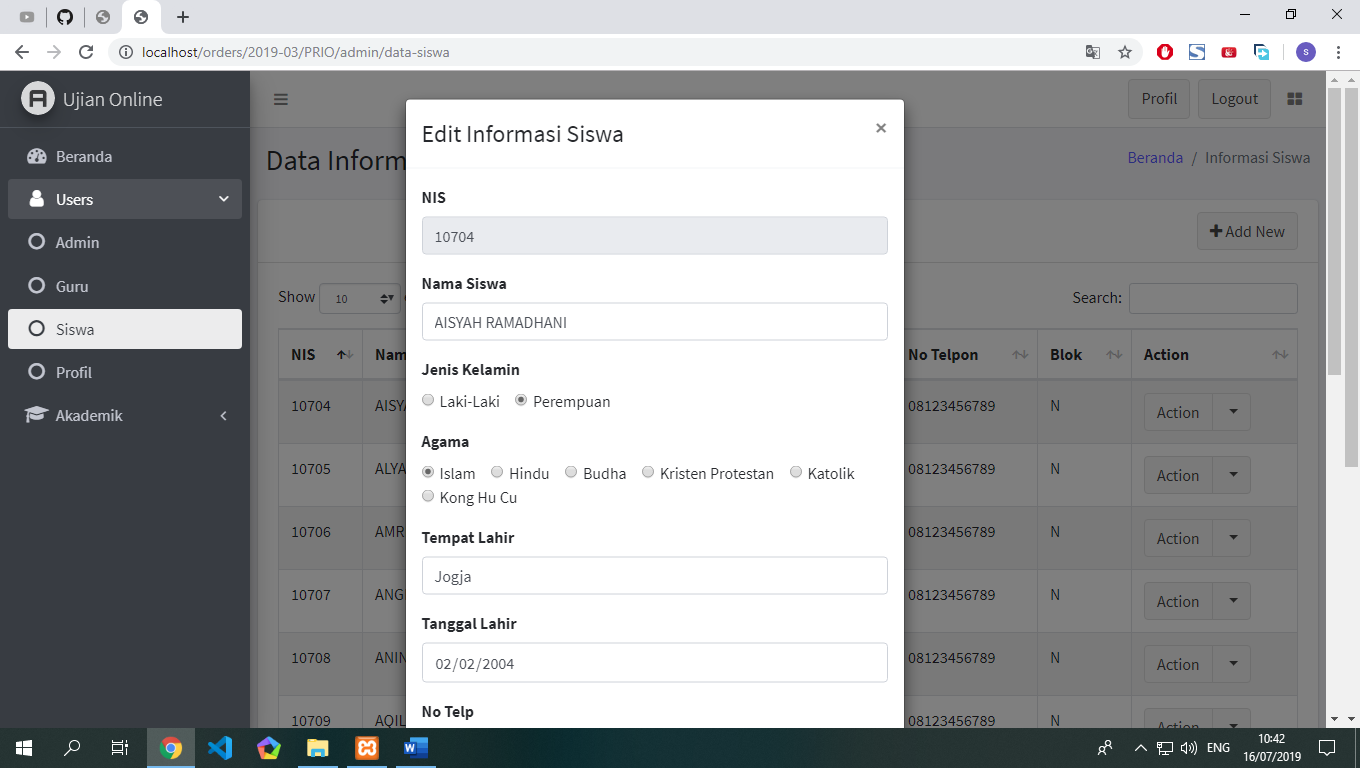 localhost/orders/2019-03/PRIO/admin/data-siswa
S
Ujian Online
Profil
Logout
Beranda
Users
Admin
Guru
Siswa
Profil
Akademik
Data Inform
Beranda / Informasi Siswa
Add New
Show 10
Search:
NIS Nam No Telpon Blok Action
10704 AISYA 08123456789 N Action
10705 ALYA 08123456789 N Action
10706 AMR 08123456789 N Action
10707 ANG 08123456789 N Action
10708 ANIN 08123456789 N Action
10709 AQIL 08123456789 N Action
Edit Informasi Siswa ×
NIS
10704
Nama Siswa
AISYAH RAMADHANI
Jenis Kelamin
Laki-Laki Perempuan
Agama
Islam Hindu Budha Kristen Protestan Katolik
Kong Hu Cu
Tempat Lahir
Jogja
Tanggal Lahir
02/02/2004
No Telp
ENG
10:42
16/07/2019